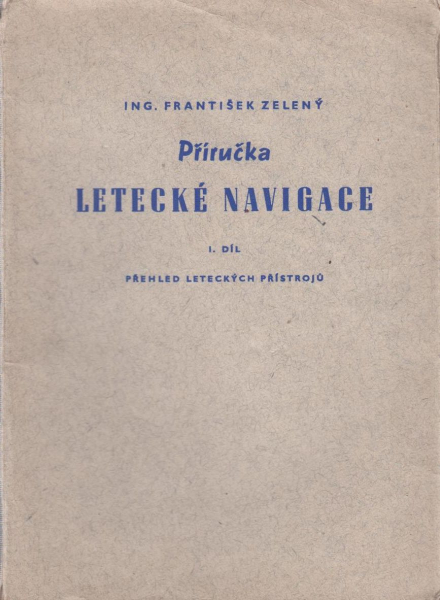 ING. FRANTIŠEK ZELENÝ
Příručka
LETECKÉ NAVIGACE
I. DÍL
PŘEHLED LETECKÝCH PŘÍSTROJŮ